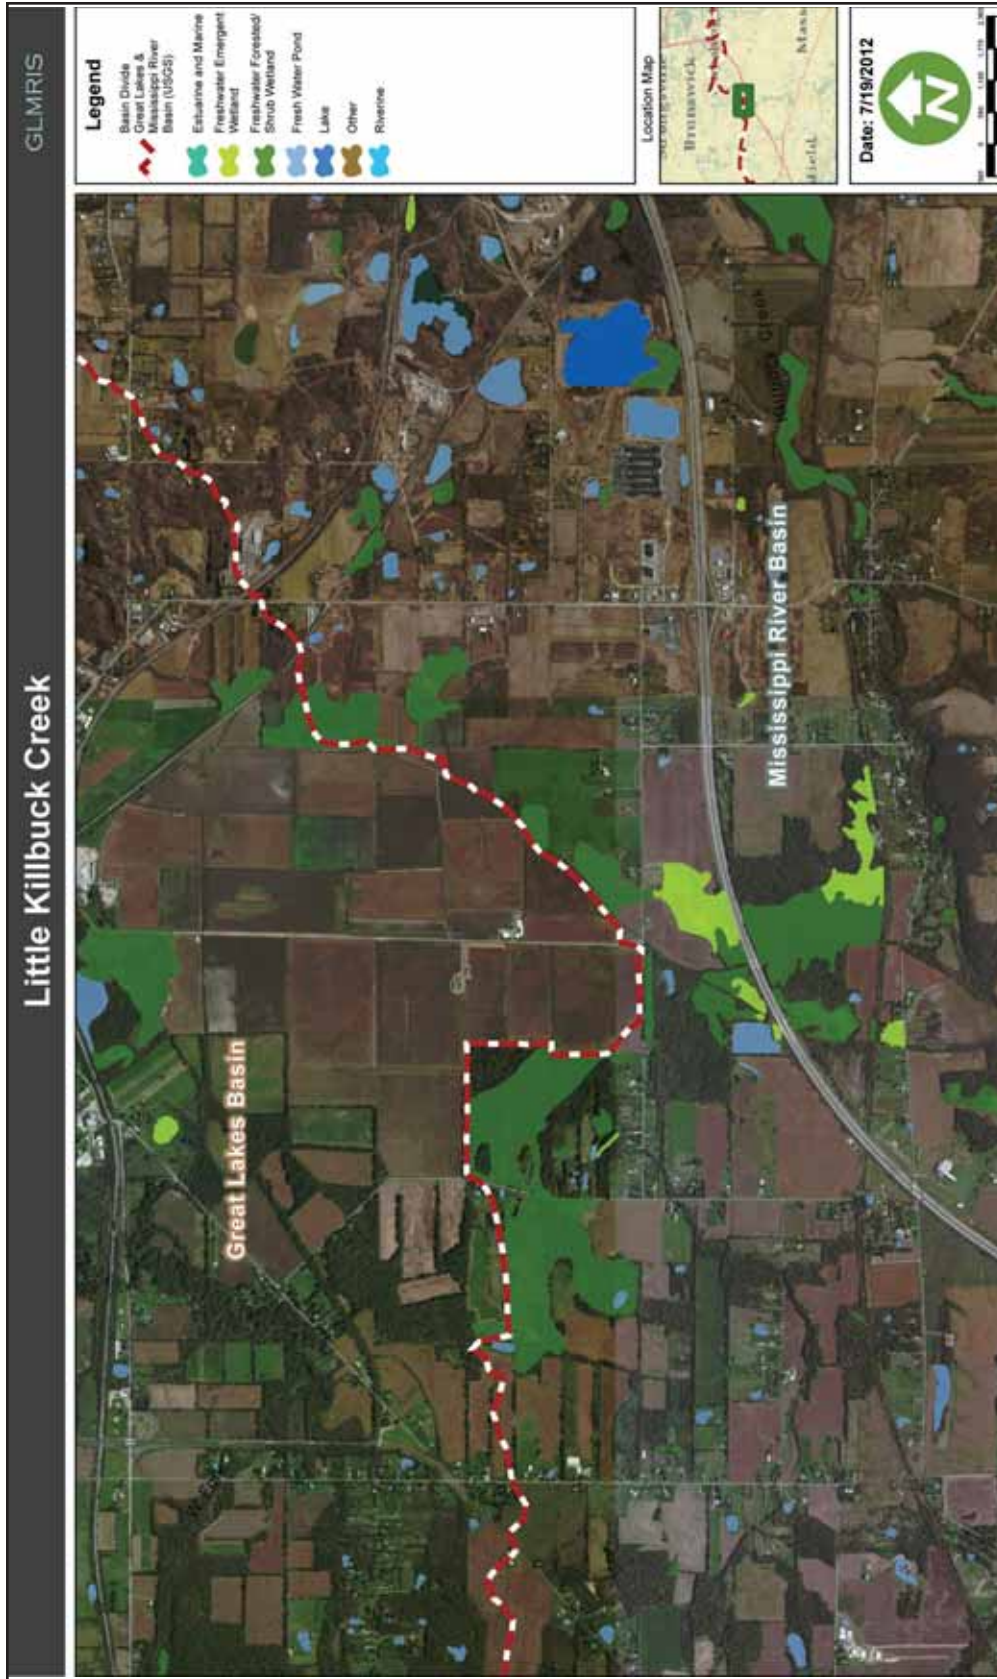 Little Killbuck Creek
GLMRIS
Great Lakes Basin
Mississippi River Basin
Legend
Basin Divide
Great Lakes &
Mississippi River
Basin (USGS)
Estuarine and Marine
Freshwater Emergent
Wetland
Freshwater Forested/
Shrub Wetland
Fresh Water Pond
Lake
Other
Riverine
Location Map
Brunswick
Date: 7/19/2012
N